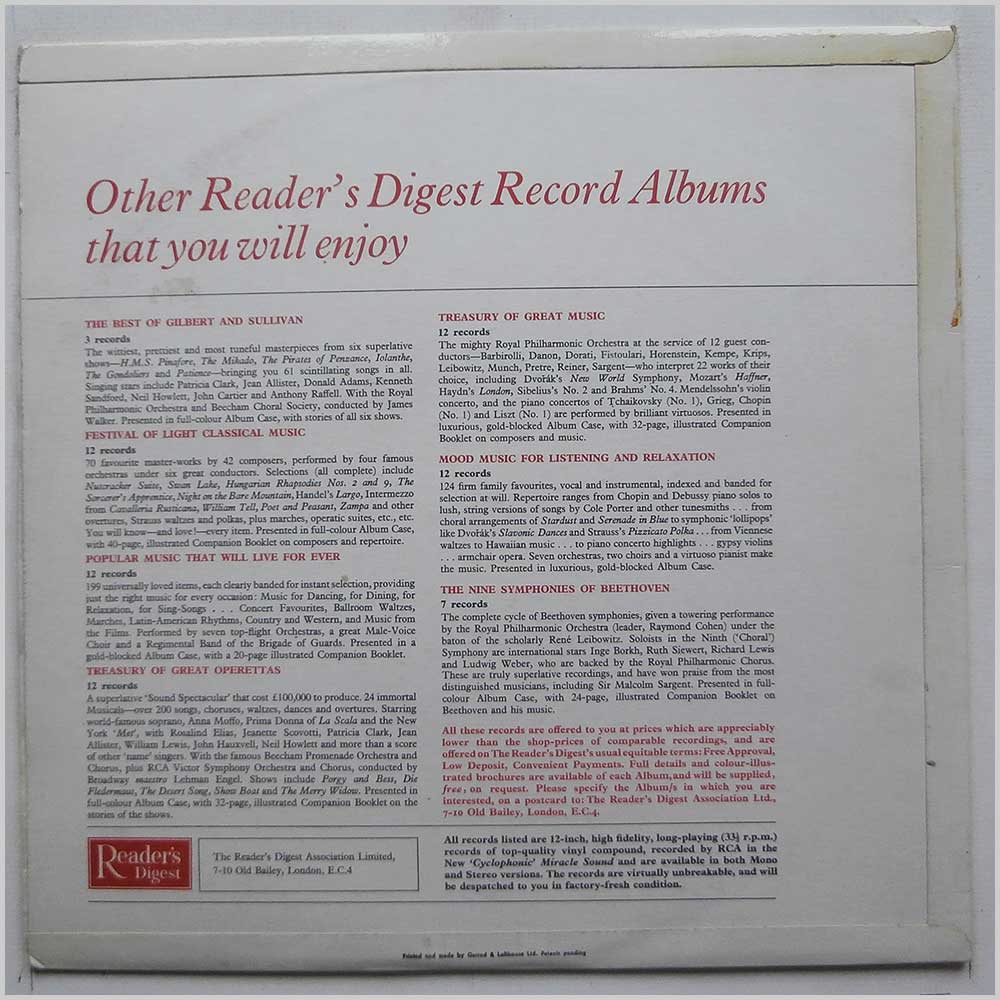 Other Reader's Digest Record Albums
that you will enjoy
THE BEST OF GILBERT AND SULLIVAN
3 records
The wittiest, prettiest and most tuneful masterpieces from six superlative
shows—H.M.S. Pinafore, The Mikado, The Pirates of Penzance, Iolanthe,
The Gondoliers and Patience—bringing you 61 scintillating songs in all.
Singing stars include Patricia Clark, Jean Allister, Donald Adams, Kenneth
Sandford, Neil Howlett, John Cartier and Anthony Raffell. With the Royal
Philharmonic Orchestra and Beecham Choral Society, conducted by James
Walker. Presented in full-colour Album Case, with stories of all six shows.
FESTIVAL OF LIGHT CLASSICAL MUSIC
12 records
70 favourite master-works by 42 composers, performed by four famous
orchestras under six great conductors. Selections (all complete) include
Nutcracker Suite, Swan Lake, Hungarian Rhapsodies Nos. 2 and 9, The
Sorcerer's Apprentice, Night on the Bare Mountain, Handel's Largo, Intermezzo
from Cavalleria Rusticana, William Tell, Poet and Peasant, Zampa and other
overtures, Strauss waltzes and polkas, plus marches, operatic suites, etc., etc.
You will know—and love!—every item. Presented in full-colour Album Case,
with 40-page, illustrated Companion Booklet on composers and repertoire.
POPULAR MUSIC THAT WILL LIVE FOR EVER
12 records
199 universally loved items, each clearly banded for instant selection, providing
just the right music for every occasion: Music for Dancing, for Dining, for
Relaxation, for Sing-Songs . . . Concert Favourites, Ballroom Waltzes,
Marches, Latin-American Rhythms, Country and Western, and Music from
the Films. Performed by seven top-flight Orchestras, a great Male-Voice
Choir and a Regimental Band of the Brigade of Guards. Presented in a
gold-blocked Album Case, with a 20-page illustrated Companion Booklet.
TREASURY OF GREAT OPERETTAS
12 records
A superlative 'Sound Spectacular' that cost £100,000 to produce. 24 immortal
Musicals—over 200 songs, choruses, waltzes, dances and overtures. Starring
world-famous soprano, Anna Moffo, Prima Donna of La Scala and the New
York 'Met', with Rosalind Elias, Jeanette Scovotti, Patricia Clark, Jean
Allister, William Lewis, John Hauxvell, Neil Howlett and more than a score
of other 'name' singers. With the famous Beecham Promenade Orchestra and
Chorus, plus RCA Victor Symphony Orchestra and Chorus, conducted by
Broadway maestro Lehman Engel. Shows include Porgy and Bess, Die
Fledermaus, The Desert Song, Show Boat and The Merry Widow. Presented in
full-colour Album Case, with 32-page, illustrated Companion Booklet on the
stories of the shows.
TREASURY OF GREAT MUSIC
12 records
The mighty Royal Philharmonic Orchestra at the service of 12 guest con-
ductors—Barbirolli, Danon, Dorati, Fistoulari, Horenstein, Kempe, Krips,
Leibowitz, Munch, Pretre, Reiner, Sargent—who interpret 22 works of their
choice, including Dvořák's New World Symphony, Mozart's Haffner,
Haydn's London, Sibelius's No. 2 and Brahms' No. 4. Mendelssohn's violin
concerto, and the piano concertos of Tchaikovsky (No. 1), Grieg, Chopin
(No. 1) and Liszt (No. 1) are performed by brilliant virtuosos. Presented in
luxurious, gold-blocked Album Case, with 32-page, illustrated Companion
Booklet on composers and music.
MOOD MUSIC FOR LISTENING AND RELAXATION
12 records
124 firm family favourites, vocal and instrumental, indexed and banded for
selection at will. Repertoire ranges from Chopin and Debussy piano solos to
lush, string versions of songs by Cole Porter and other tunesmiths . . . from
choral arrangements of Stardust and Serenade in Blue to symphonic 'lollipops'
like Dvořák's Slavonic Dances and Strauss's Pizzicato Polka . . . from Viennese
waltzes to Hawaiian music . . . to piano concerto highlights . . . gypsy violins
. . . armchair opera. Seven orchestras, two choirs and a virtuoso pianist make
the music. Presented in luxurious, gold-blocked Album Case.
THE NINE SYMPHONIES OF BEETHOVEN
7 records
The complete cycle of Beethoven symphonies, given a towering performance
by the Royal Philharmonic Orchestra (leader, Raymond Cohen) under the
baton of the scholarly René Leibowitz. Soloists in the Ninth ('Choral')
Symphony are international stars Inge Borkh, Ruth Siewert, Richard Lewis
and Ludwig Weber, who are backed by the Royal Philharmonic Chorus.
These are truly superlative recordings, and have won praise from the most
distinguished musicians, including Sir Malcolm Sargent. Presented in full-
colour Album Case, with 24-page, illustrated Companion Booklet on
Beethoven and his music.
All these records are offered to you at prices which are appreciably
lower than the shop-prices of comparable recordings, and are
offered on The Reader's Digest's usual equitable terms: Free Approval,
Low Deposit, Convenient Payments. Full details and colour-illus-
trated brochures are available of each Album, and will be supplied,
free, on request. Please specify the Album/s in which you are
interested, on a postcard to: The Reader's Digest Association Ltd.,
7-10 Old Bailey, London, E.C.4.
Reader's
Digest
The Reader's Digest Association Limited,
7-10 Old Bailey, London, E.C.4
All records listed are 12-inch, high fidelity, long-playing (33⅓ r.p.m.)
records of top-quality vinyl compound, recorded by RCA in the
New 'Cyclophonic' Miracle Sound and are available in both Mono
and Stereo versions. The records are virtually unbreakable, and will
be despatched to you in factory-fresh condition.
Printed and made by Garrod & Lofthouse Ltd. Patents pending